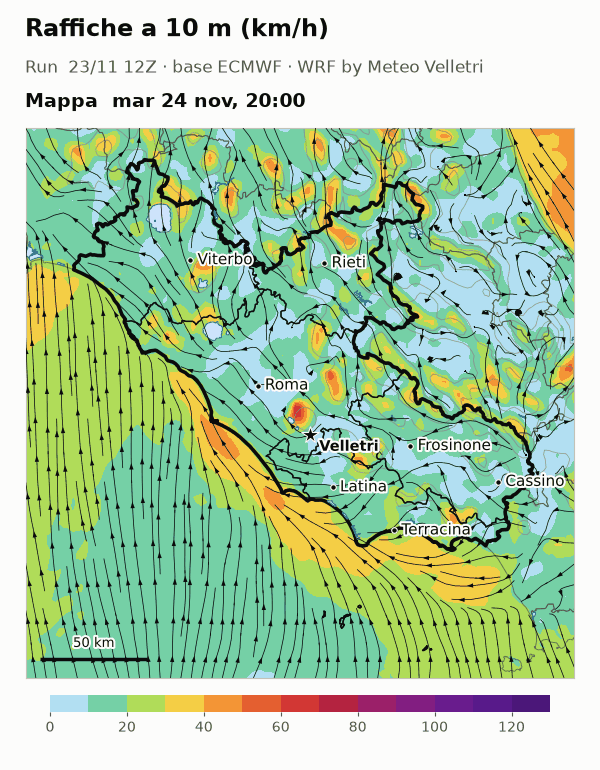 Raffiche a 10 m (km/h)
Run 23/11 12Z · base ECMWF · WRF by Meteo Velletri
Mappa mar 24 nov, 20:00
Viterbo
Rieti
Roma
Velletri
Frosinone
Latina
Cassino
Terracina
50 km
0 20 40 60 80 100 120